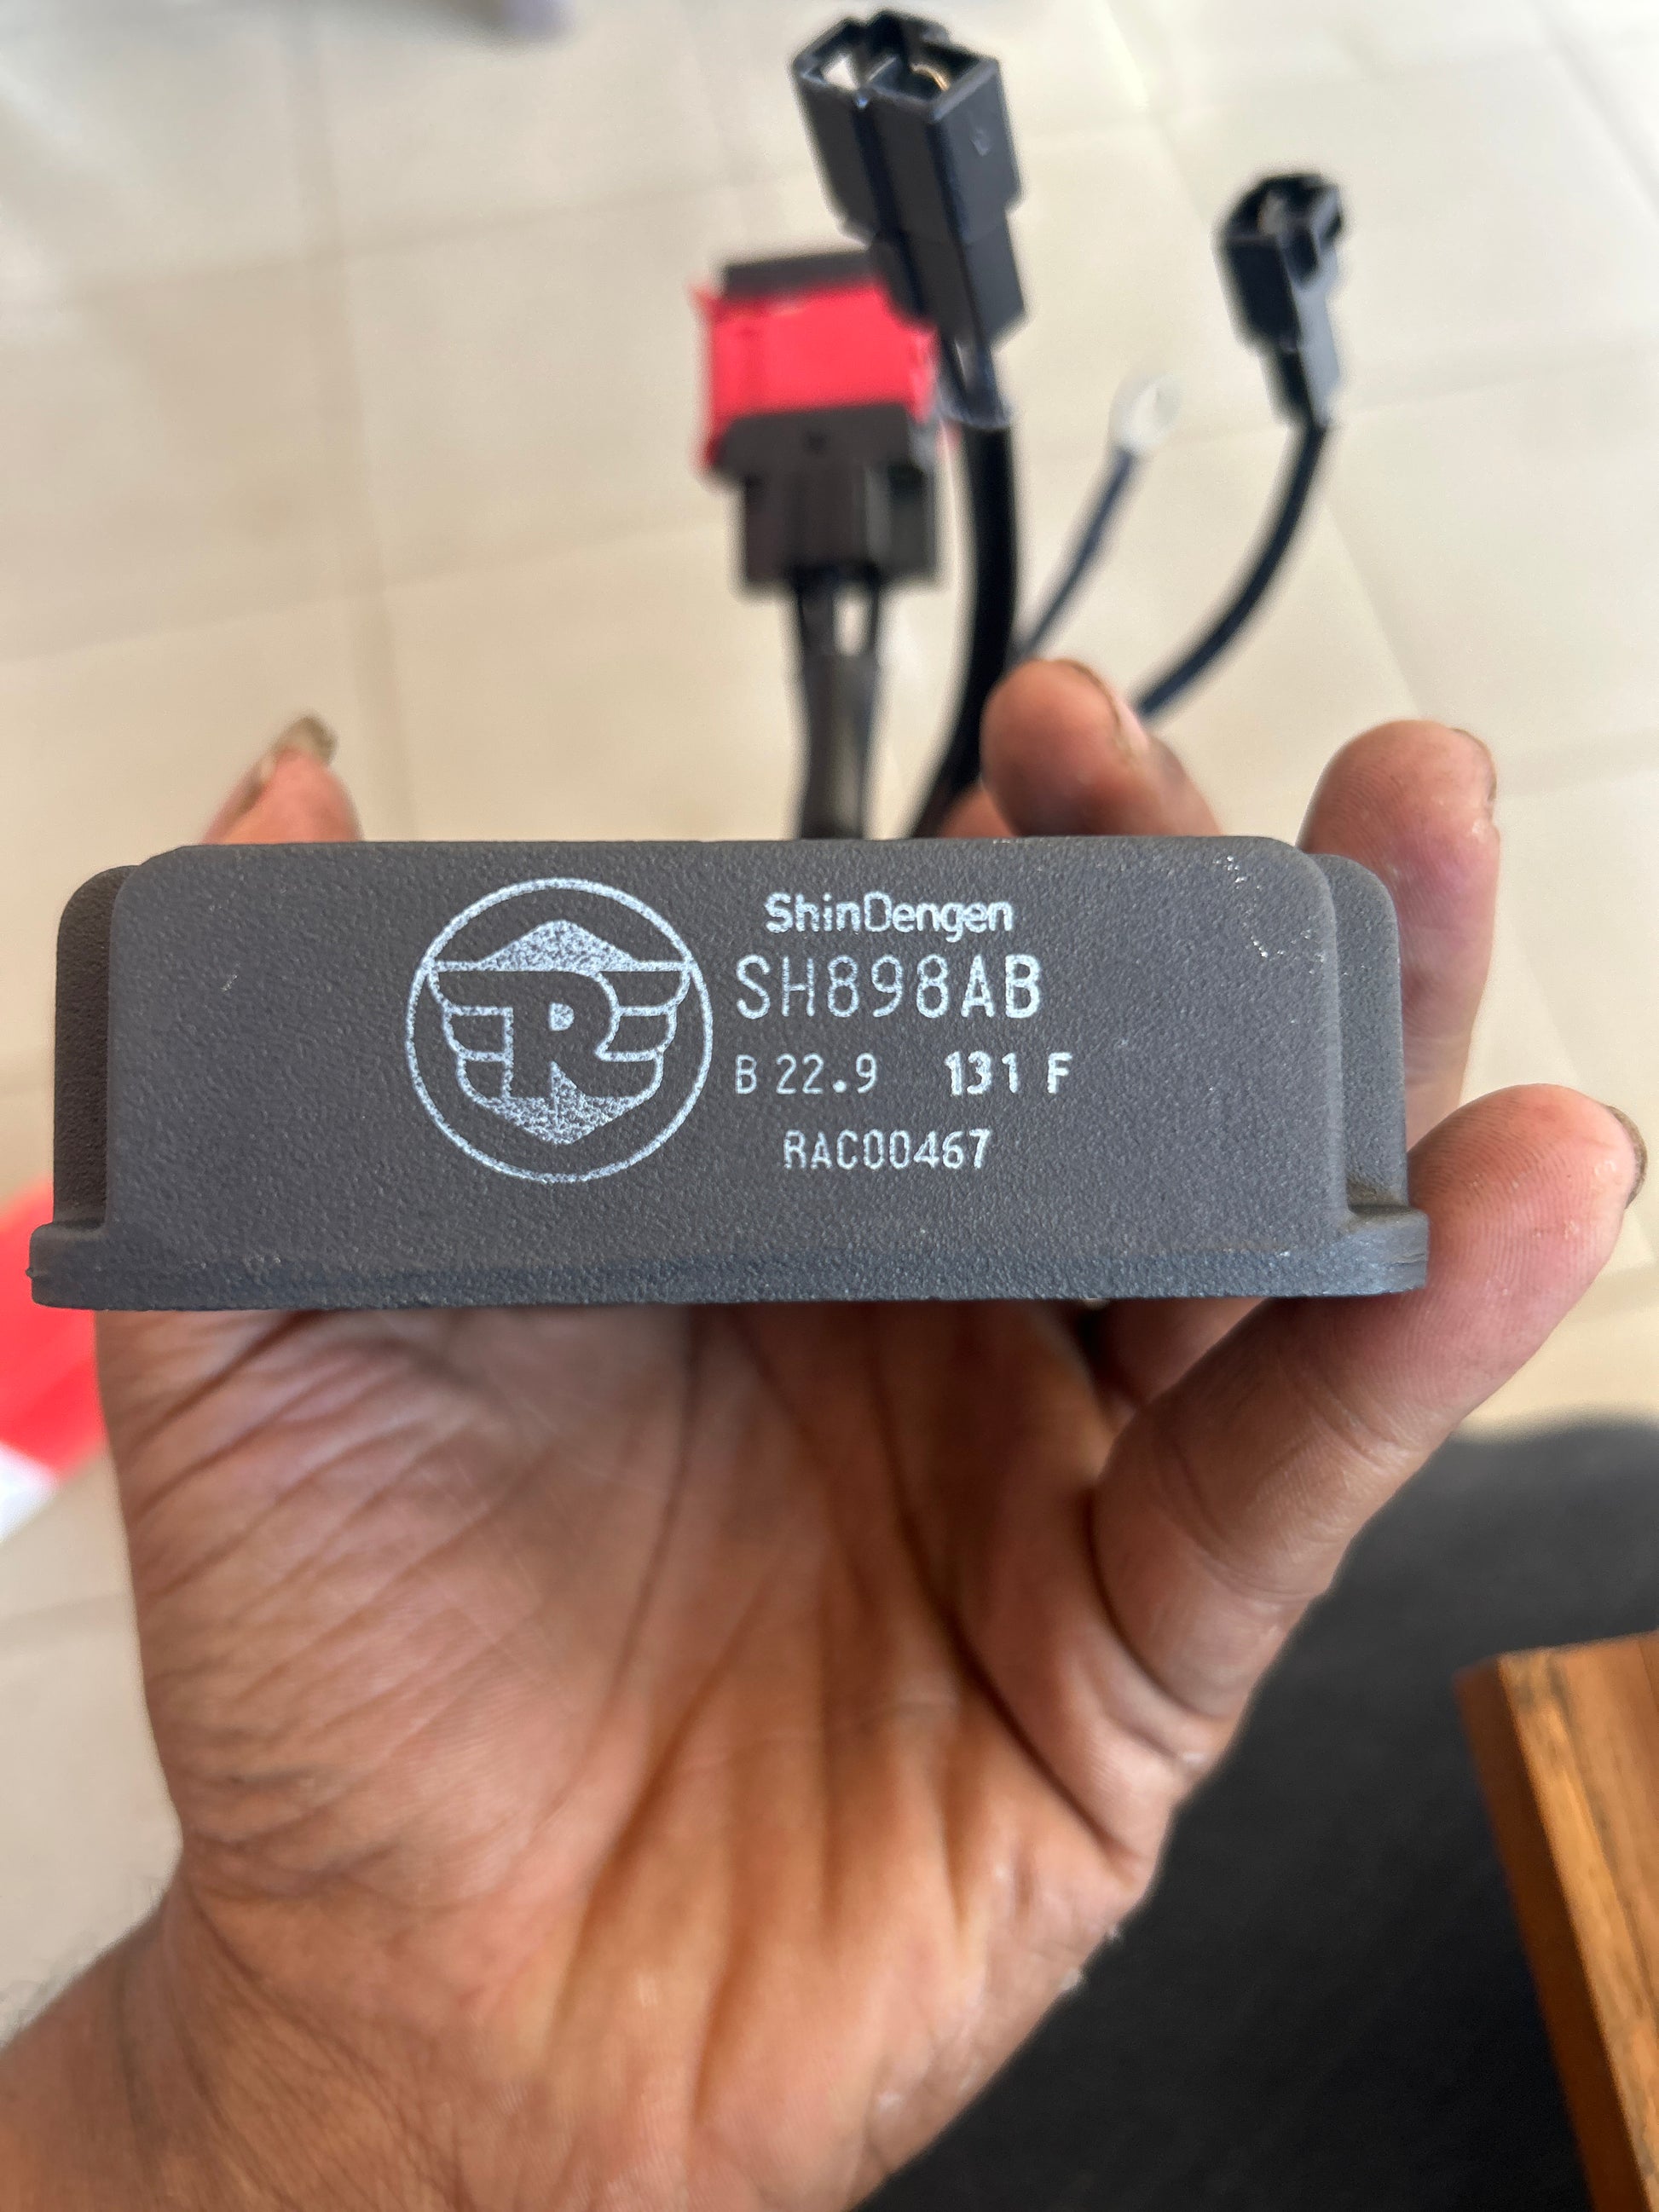 R
ShinDengen
SH898AB
B 22.9 131 F
RAC00467